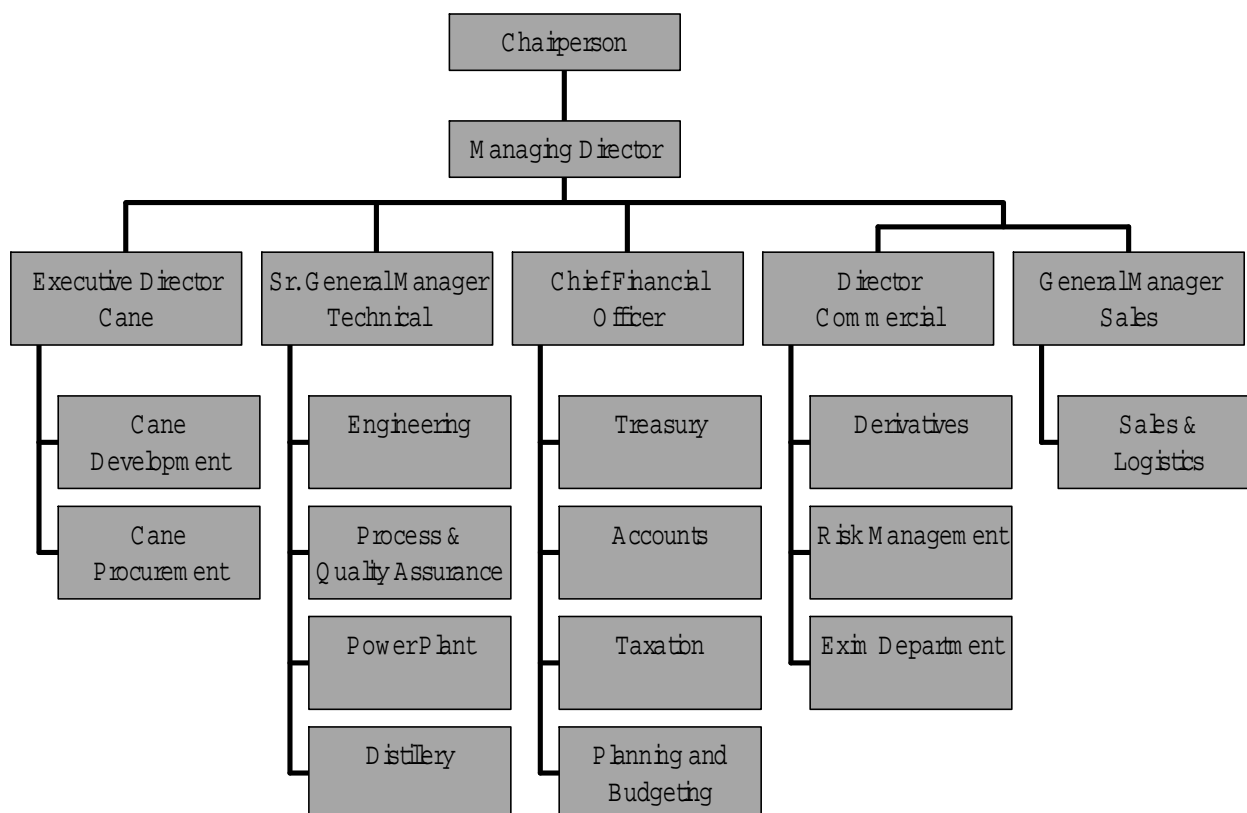 Chairperson
Managing Director
Executive Director
Cane
Sr. General Manager
Technical
Chief Financial
Officer
Director
Commercial
General Manager
Sales
Cane
Development
Engineering
Treasury
Derivatives
Sales &
Logistics
Cane
Procurement
Process &
Quality Assurance
Accounts
Risk Management
Power Plant
Taxation
Exim Department
Distillery
Planning and
Budgeting